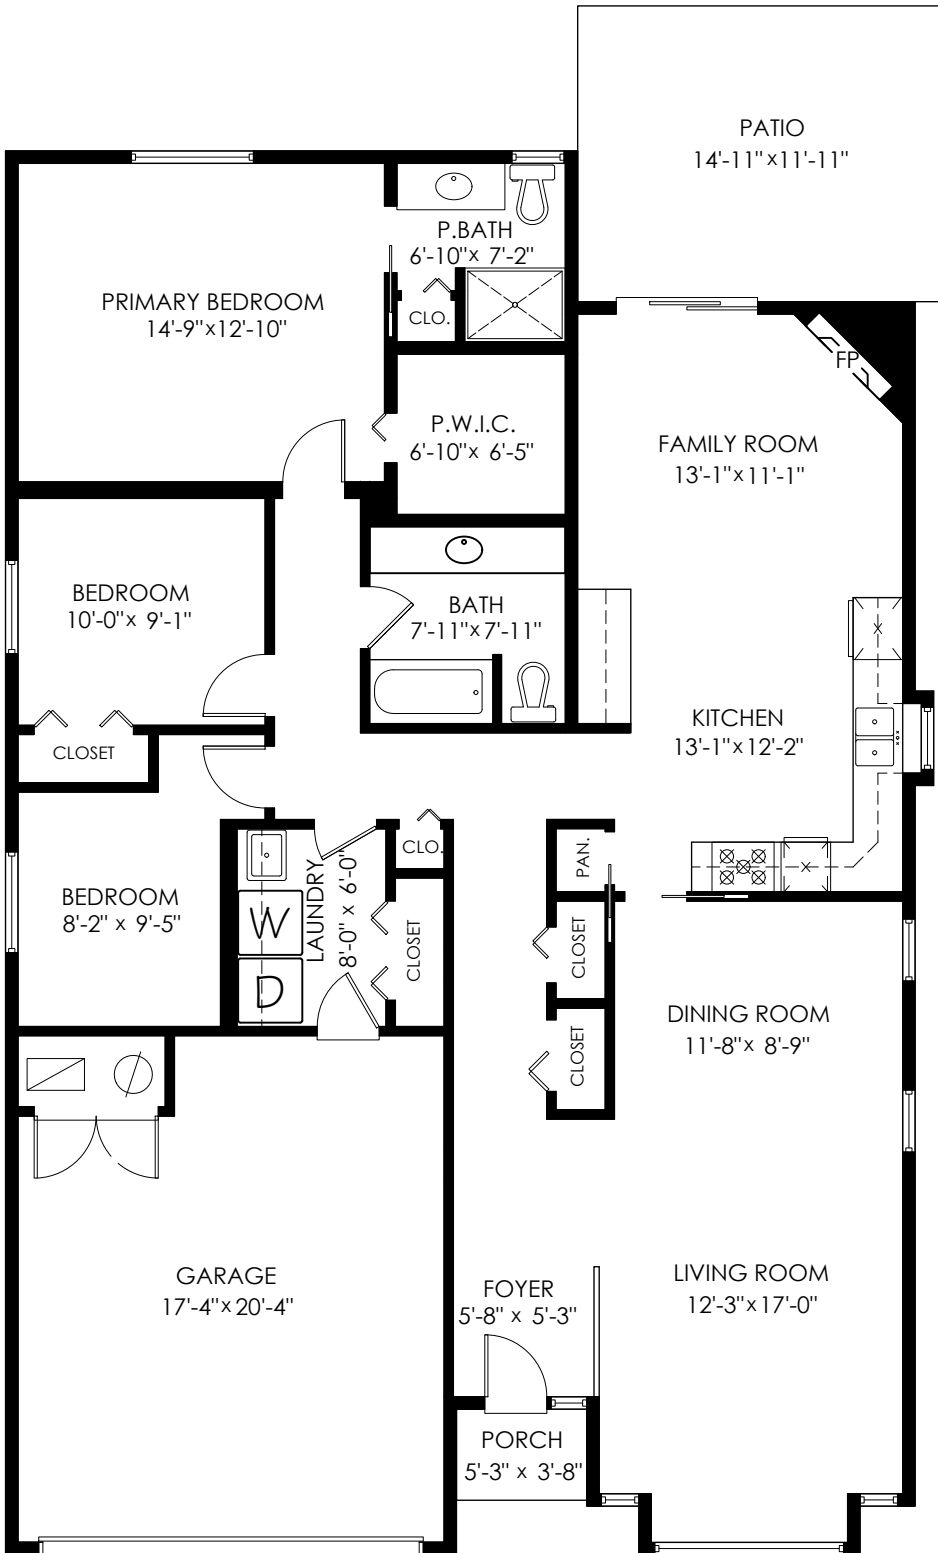 PATIO
14'-11"x11'-11"
P.BATH
6'-10"x 7'-2"
PRIMARY BEDROOM
14'-9"x12'-10"
CLO.
FP
P.W.I.C.
6'-10"x 6'-5"
FAMILY ROOM
13'-1"x11'-1"
BEDROOM
10'-0"x 9'-1"
BATH
7'-11"x7'-11"
KITCHEN
13'-1"x12'-2"
CLOSET
CLO.
PAN.
LAUNDRY
8'-0" x 6'-0"
BEDROOM
8'-2" x 9'-5"
W
D
CLOSET
CLOSET
CLOSET
DINING ROOM
11'-8"x 8'-9"
GARAGE
17'-4"x20'-4"
FOYER
5'-8" x 5'-3"
LIVING ROOM
12'-3"x17'-0"
PORCH
5'-3" x 3'-8"